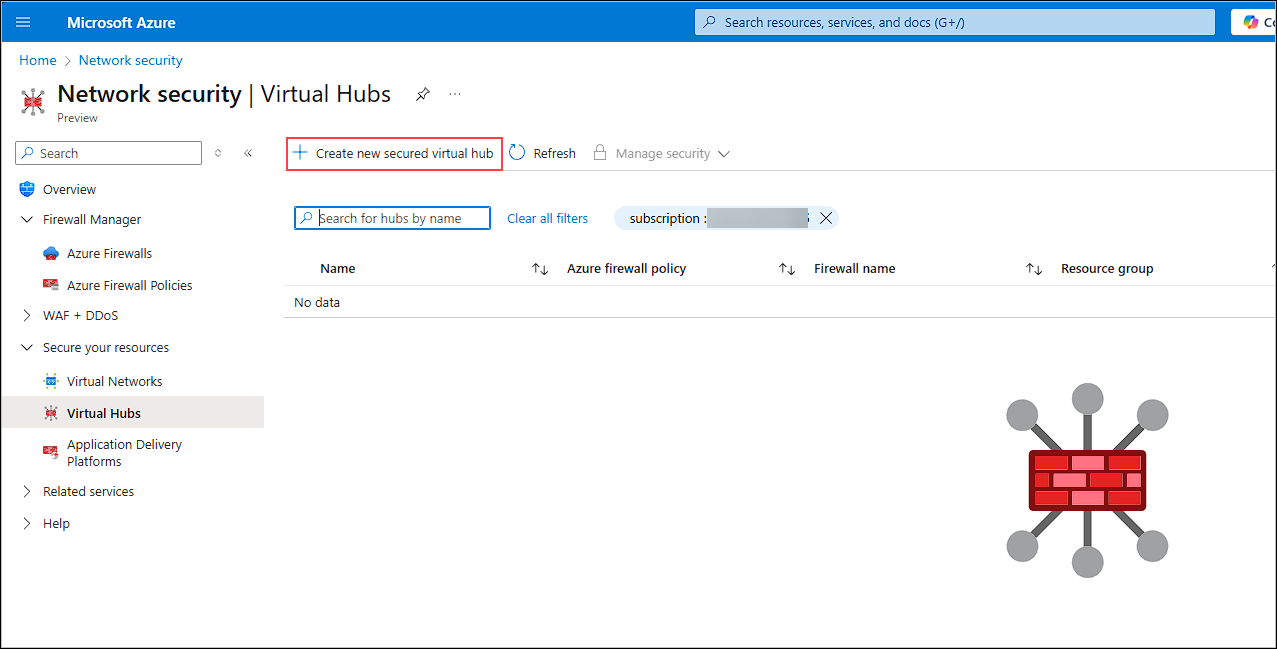 Microsoft Azure
Search resources, services, and docs (G+/)
Home > Network security
Network security | Virtual Hubs
Preview
Search
Create new secured virtual hub
Refresh
Manage security
Overview
Firewall Manager
Azure Firewalls
Azure Firewall Policies
WAF + DDoS
Secure your resources
Virtual Networks
Virtual Hubs
Application Delivery
Platforms
Related services
Help
Search for hubs by name
Clear all filters
subscription :
Name
Azure firewall policy
Firewall name
Resource group
No data